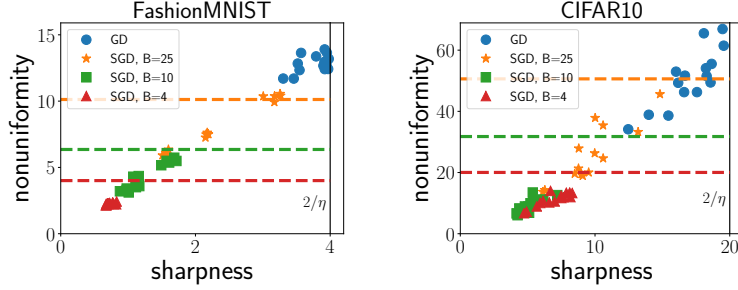 FashionMNIST
nonuniformity
15
10
5
0
GD
SGD, B=25
SGD, B=10
SGD, B=4
2/η
0
2
4
sharpness
CIFAR10
nonuniformity
60
40
20
0
GD
SGD, B=25
SGD, B=10
SGD, B=4
2/η
0
10
20
sharpness